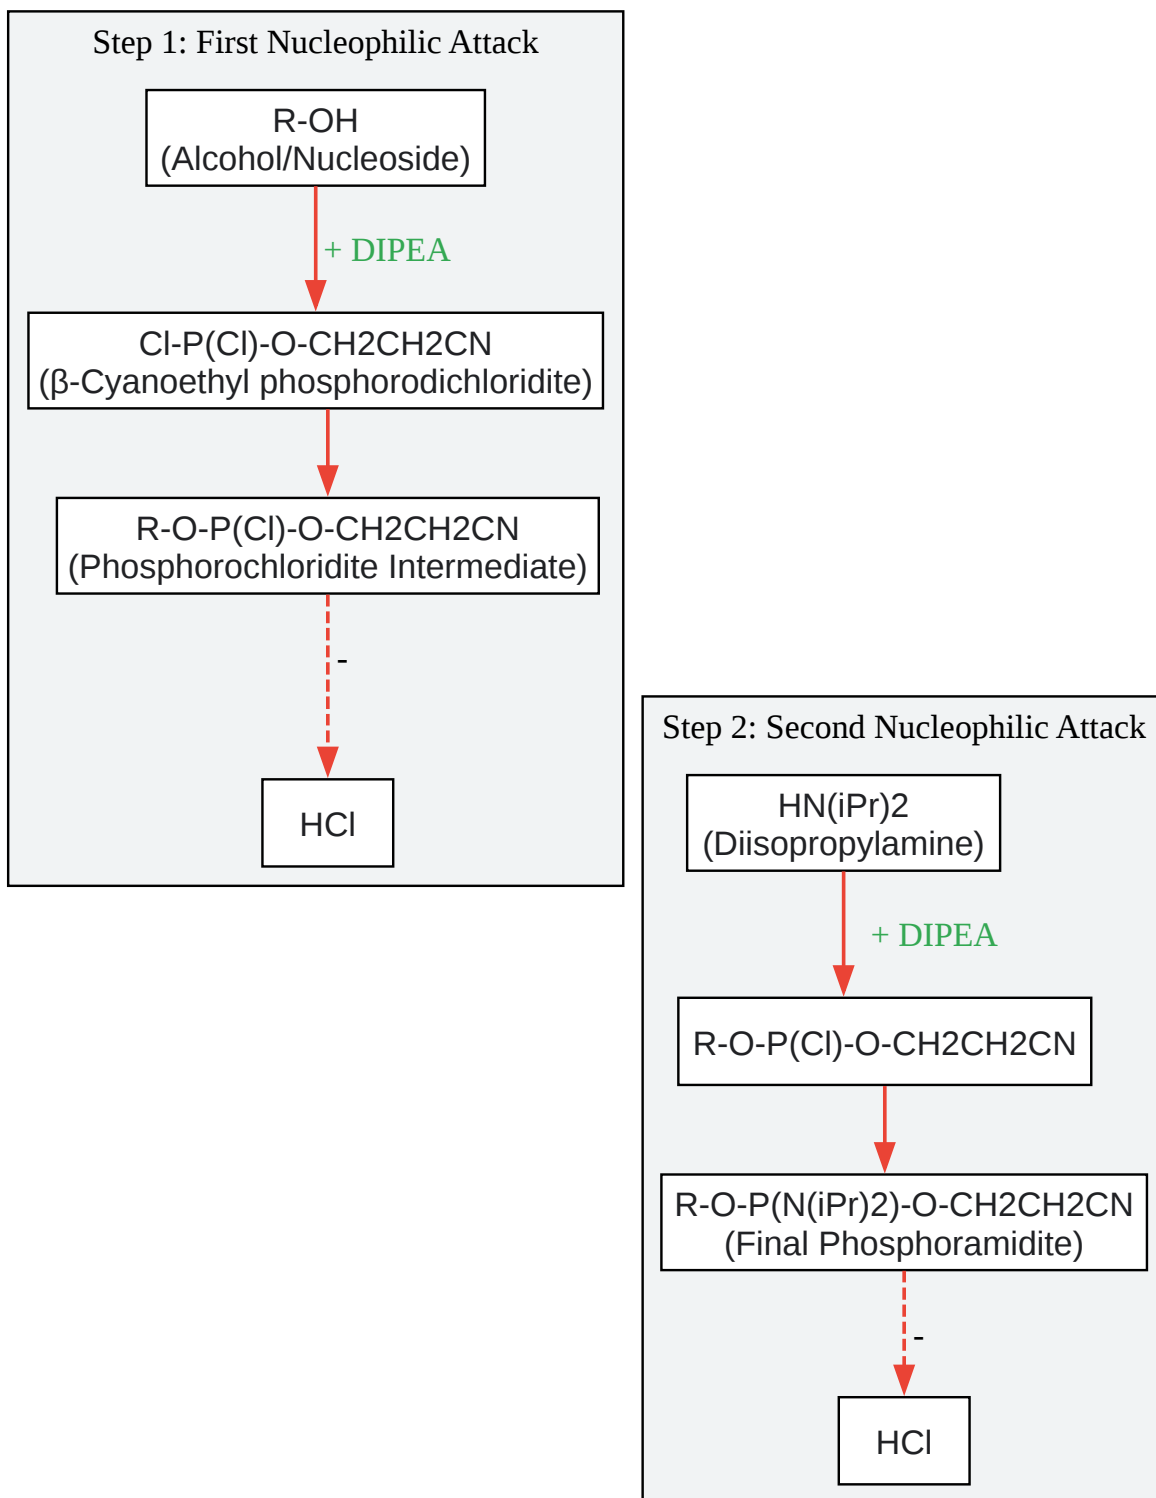 Step 1: First Nucleophilic Attack
R-OH
(Alcohol/Nucleoside)
+ DIPEA
Cl-P(Cl)-O-CH2CH2CN
(β-Cyanoethyl phosphorodichloridite)
R-O-P(Cl)-O-CH2CH2CN
(Phosphorochloridite Intermediate)
-
HCl
Step 2: Second Nucleophilic Attack
HN(iPr)2
(Diisopropylamine)
+ DIPEA
R-O-P(Cl)-O-CH2CH2CN
R-O-P(N(iPr)2)-O-CH2CH2CN
(Final Phosphoramidite)
-
HCl